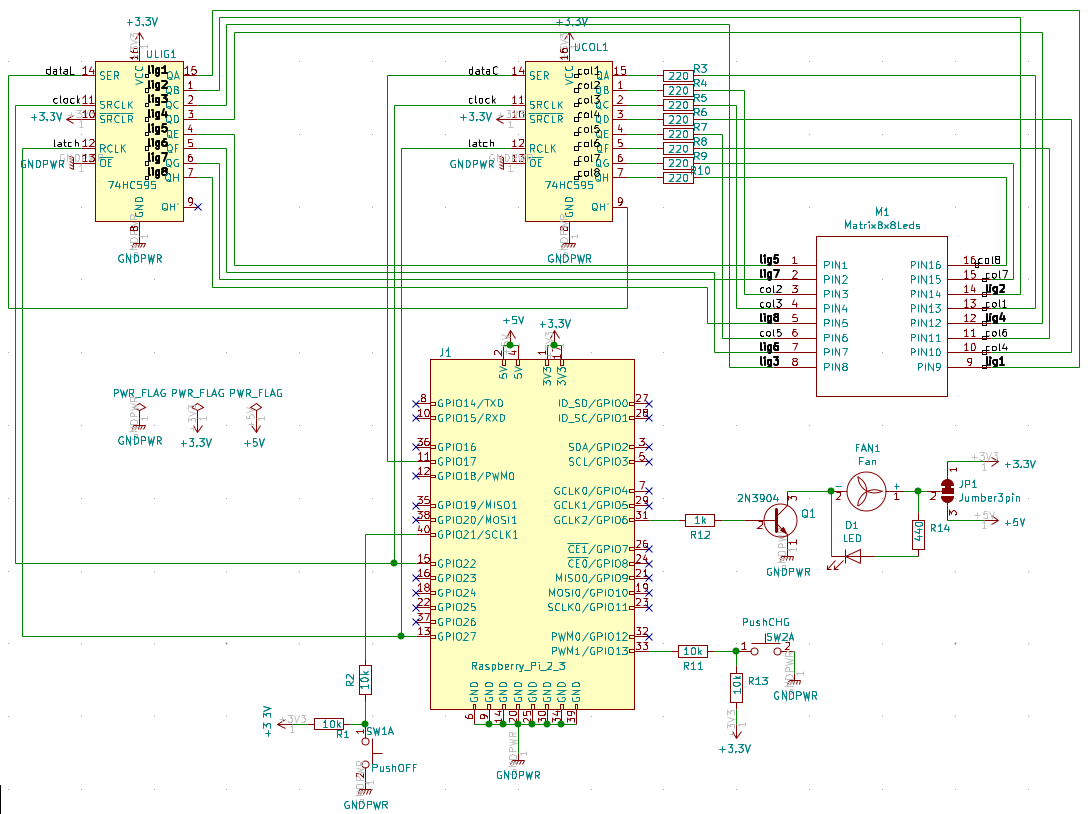 +3.3V
+3.3V
ULIG1
UCOL1
dataL 14 SER
VCC 16
lig1 QA 15
lig2 QB 1
clock 11 SRCLK
lig3 QC 2
+3.3V 10 SRCLR
lig4 QD 3
lig5 QE 4
latch 12 RCLK
lig6 QF 5
GNDPWR 13 OE
lig7 QG 6
lig8 QH 7
74HC595
GND 8
QH' 9
GNDPWR
dataC 14 SER
VCC 16
col1 QA 15 220 R3
col2 QB 1 220 R4
clock 11 SRCLK
col3 QC 2 220 R5
+3.3V 10 SRCLR
col4 QD 3 220 R6
col5 QE 4 220 R7
latch 12 RCLK
col6 QF 5 220 R8
GNDPWR 13 OE
col7 QG 6 220 R9
col8 QH 7 220 R10
74HC595
GND 8
QH' 9
GNDPWR
M1
Matrix8x8Leds
lig5 1 PIN1 PIN16 16 col8
lig7 2 PIN2 PIN15 15 col7
col2 3 PIN3 PIN14 14 lig2
col3 4 PIN4 PIN13 13 col1
lig8 5 PIN5 PIN12 12 lig4
col5 6 PIN6 PIN11 11 col6
lig6 7 PIN7 PIN10 10 col4
lig3 8 PIN8 PIN9 9 lig1
+5V +3.3V
J1
2 4 1 17
5V 5V 3V3 3V3
8 GPIO14/TXD ID_SD/GPIO0 27
10 GPIO15/RXD ID_SC/GPIO1 28
36 GPIO16 SDA/GPIO2 3
11 GPIO17 SCL/GPIO3 5
12 GPIO18/PWM0
GCLK0/GPIO4 7
35 GPIO19/MISO1 GCLK1/GPIO5 29
38 GPIO20/MOSI1 GCLK2/GPIO6 31
40 GPIO21/SCLK1
CE1/GPIO7 26
15 GPIO22 CE0/GPIO8 24
16 GPIO23 MISO0/GPIO9 21
18 GPIO24 MOSI0/GPIO10 19
22 GPIO25 SCLK0/GPIO11 23
37 GPIO26
13 GPIO27 PWM0/GPIO12 32
PWM1/GPIO13 33
Raspberry_Pi_2_3
GND GND GND GND GND GND GND GND
6 9 14 20 25 30 34 39
GNDPWR
PWR_FLAG PWR_FLAG PWR_FLAG
GNDPWR +3.3V +5V
FAN1
Fan
+3V3 +3.3V
1
2 - + 1
2 JP1
Jumber3pin
3
+5V +5V
2N3904
3
1k
R12
2
Q1
1
GNDPWR
D1
LED
440 R14
PushCHG
SW2A
10k
R11
1 2
GNDPWR
10k R13
+3V3 1
+3.3V
R2 10k
+3.3V
+3V3 1
10k
R1
SW1A
1
PushOFF
2
GNDPWR